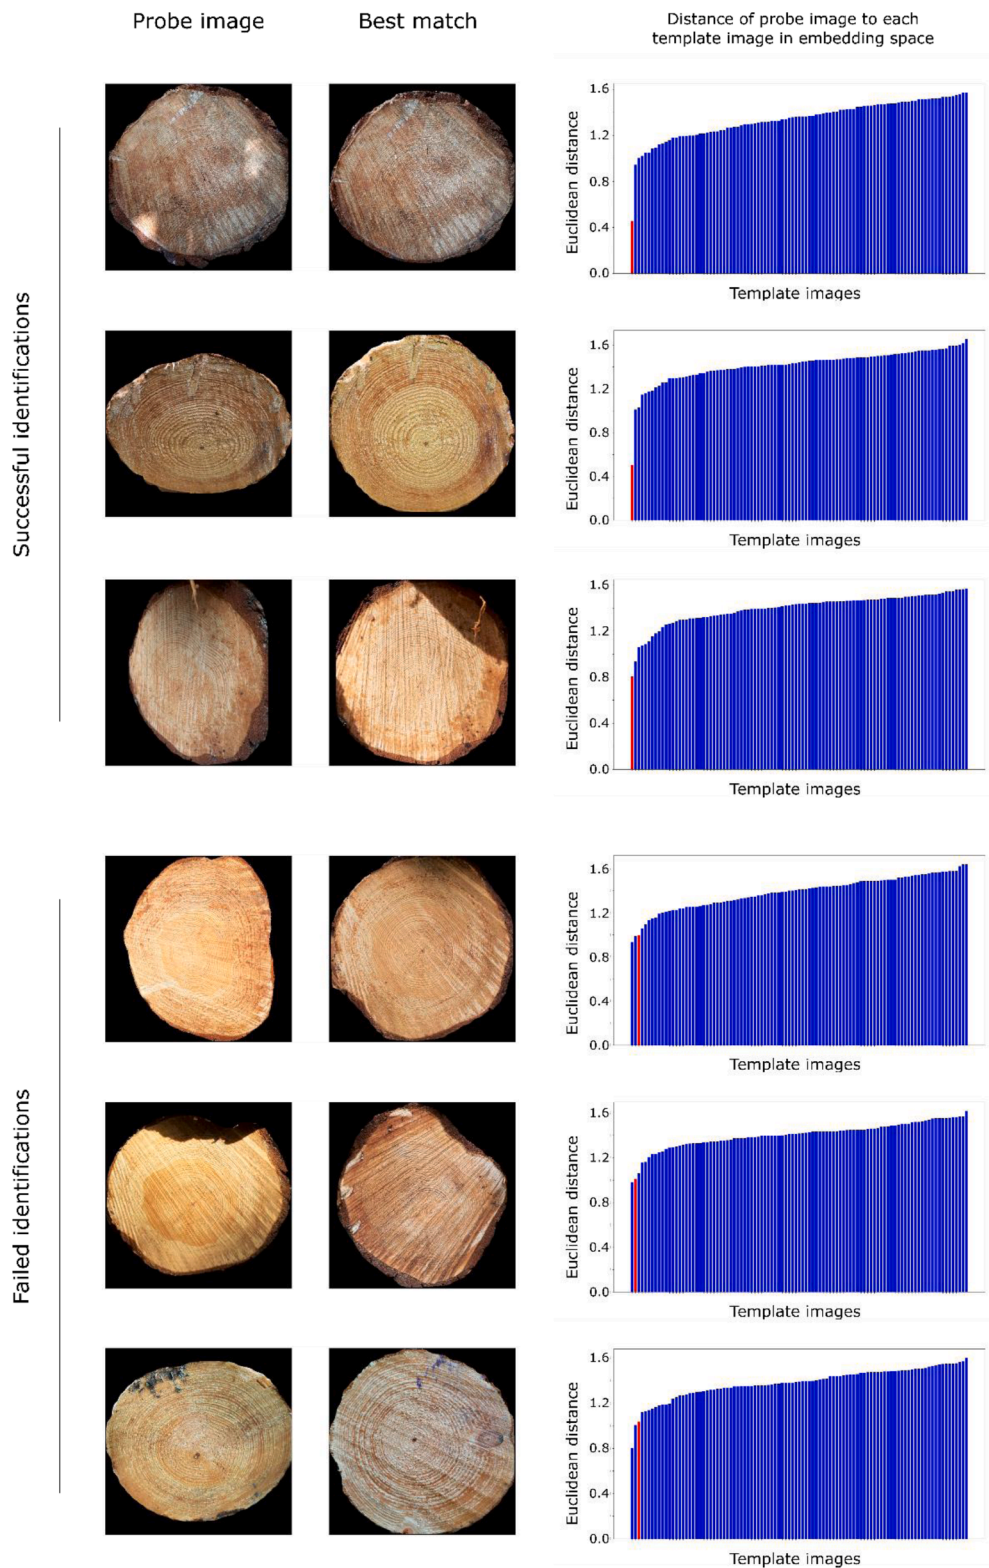 Probe image
Best match
Distance of probe image to each
template image in embedding space
Successful identifications
1.6
1.2
0.8
0.4
0.0
Euclidean distance
Template images
1.6
1.2
0.8
0.4
0.0
Euclidean distance
Template images
1.6
1.2
0.8
0.4
0.0
Euclidean distance
Template images
Failed identifications
1.6
1.2
0.8
0.4
0.0
Euclidean distance
Template images
1.6
1.2
0.8
0.4
0.0
Euclidean distance
Template images
1.6
1.2
0.8
0.4
0.0
Euclidean distance
Template images